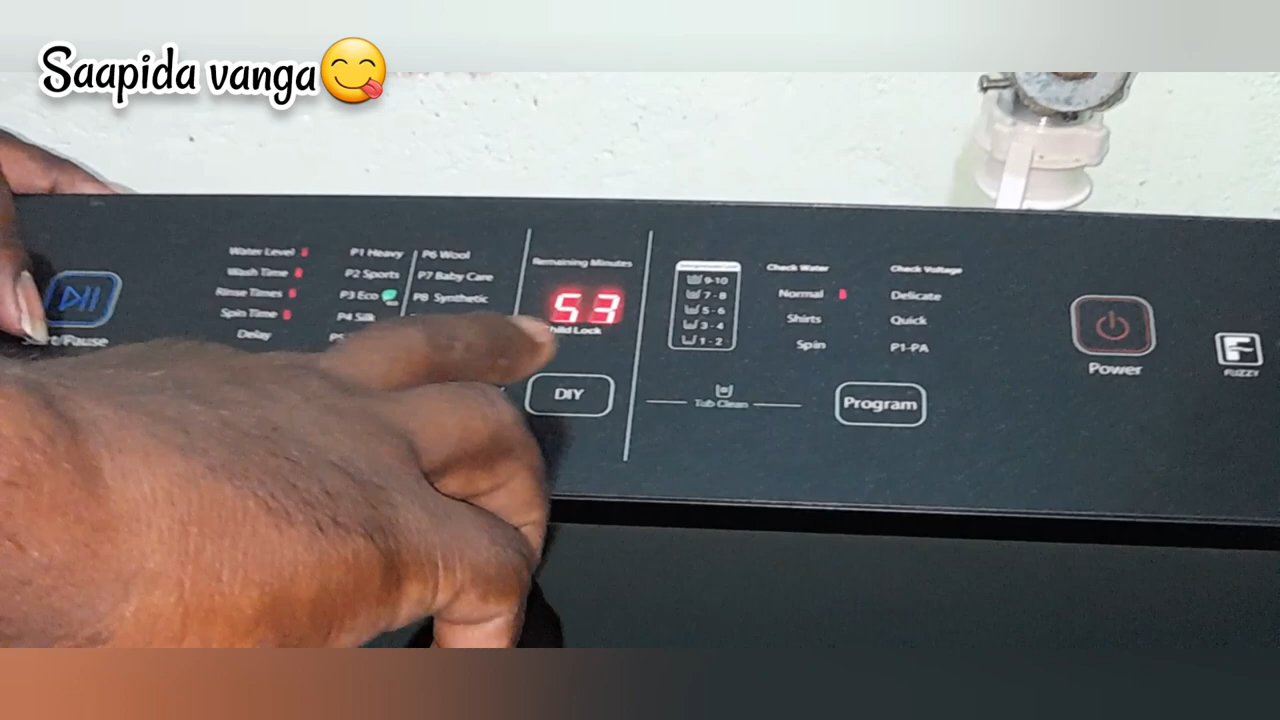 Saapida vanga😋
Water Level
Wash Time
Rinse Times
Spin Time
Delay
P1 Heavy
P2 Sports
P3 Eco
P4 Silk
P6 Wool
P7 Baby Care
P8 Synthetic
Remaining Minutes
53
Child Lock
DIY
9-10
7-8
5-6
3-4
1-2
Tub Clean
Check Water
Normal
Shirts
Spin
Check Voltage
Delicate
Quick
P1-PA
Program
Power
FUZZY